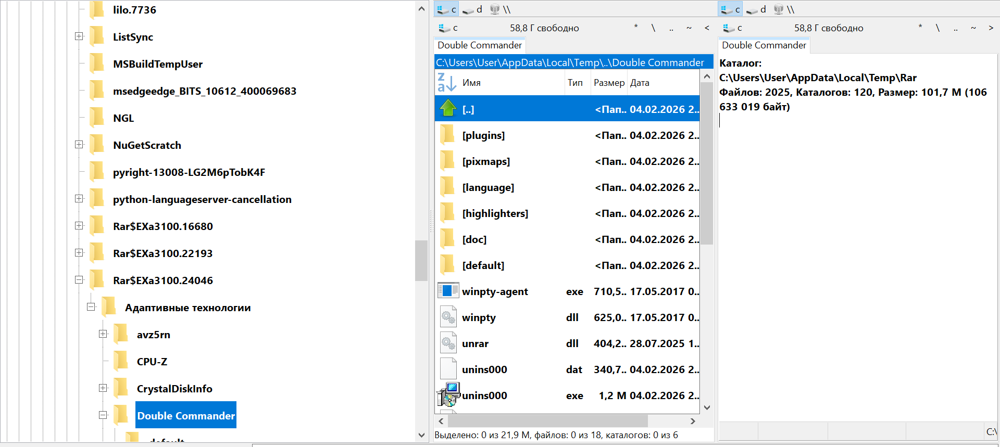 lilo.7736
ListSync
MSBuildTempUser
msedgeedge_BITS_10612_400069683
NGL
NuGetScratch
pyright-13008-LG2M6pTobK4F
python-languageserver-cancellation
Rar$EXa3100.16680
Rar$EXa3100.22193
Rar$EXa3100.24046
Адаптивные технологии
avz5rn
CPU-Z
CrystalDiskInfo
Double Commander
default
c d \\
c 58,8 Г свободно * \ .. ~ <
Double Commander
C:\Users\User\AppData\Local\Temp\..\Double Commander
Имя Тип Размер Дата
[..] <Пап.. 04.02.2026 2..
[plugins] <Пап.. 04.02.2026 2..
[pixmaps] <Пап.. 04.02.2026 2..
[language] <Пап.. 04.02.2026 2..
[highlighters] <Пап.. 04.02.2026 2..
[doc] <Пап.. 04.02.2026 2..
[default] <Пап.. 04.02.2026 2..
winpty-agent exe 710,5.. 17.05.2017 0..
winpty dll 625,0.. 17.05.2017 0..
unrar dll 404,2.. 28.07.2025 1..
unins000 dat 340,7.. 04.02.2026 2..
unins000 exe 1,2 M 04.02.2026 2..
Выделено: 0 из 21,9 M, файлов: 0 из 18, каталогов: 0 из 6
c d \\
c 58,8 Г свободно * \ .. ~ >
Double Commander
Каталог:
C:\Users\User\AppData\Local\Temp\Rar
Файлов: 2025, Каталогов: 120, Размер: 101,7 M (106
633 019 байт)
C:\